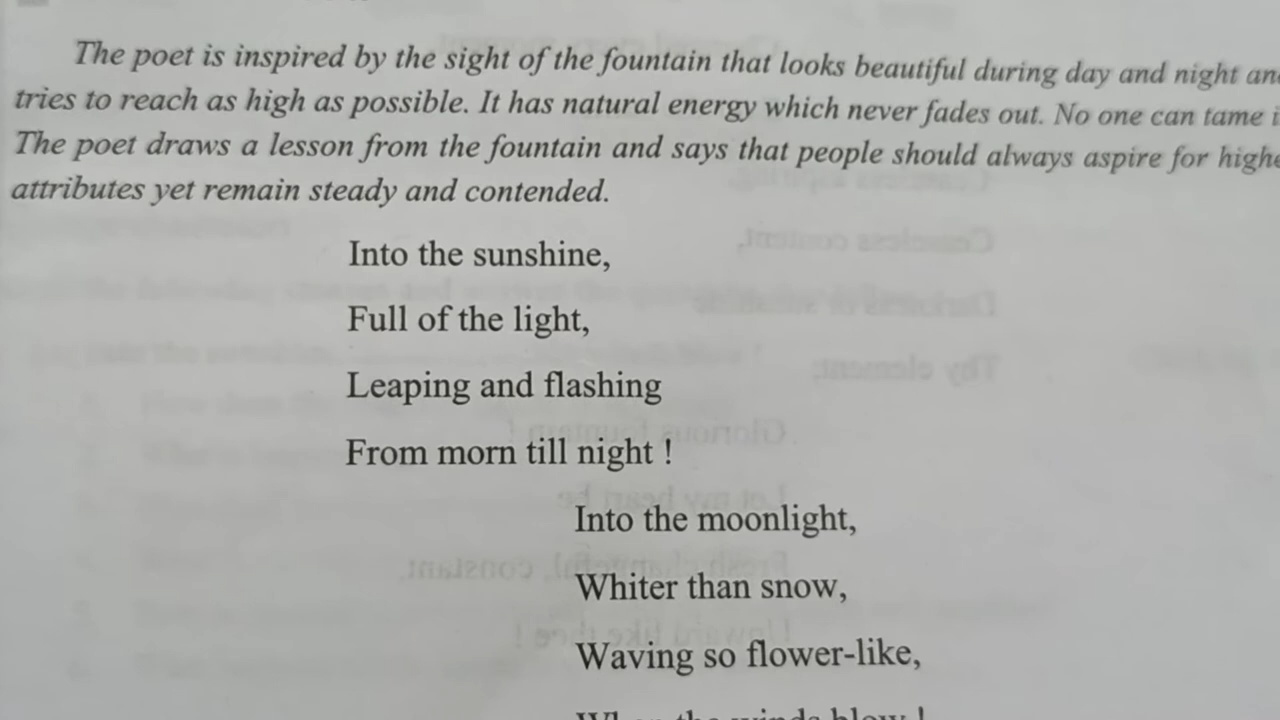 The poet is inspired by the sight of the fountain that looks beautiful during day and night
tries to reach as high as possible. It has natural energy which never fades out. No one can tame
The poet draws a lesson from the fountain and says that people should always aspire for
attributes yet remain steady and contended.
Into the sunshine,
Full of the light,
Leaping and flashing
From morn till night !
Into the moonlight,
Whiter than snow,
Waving so flower-like,
When the winds blow !